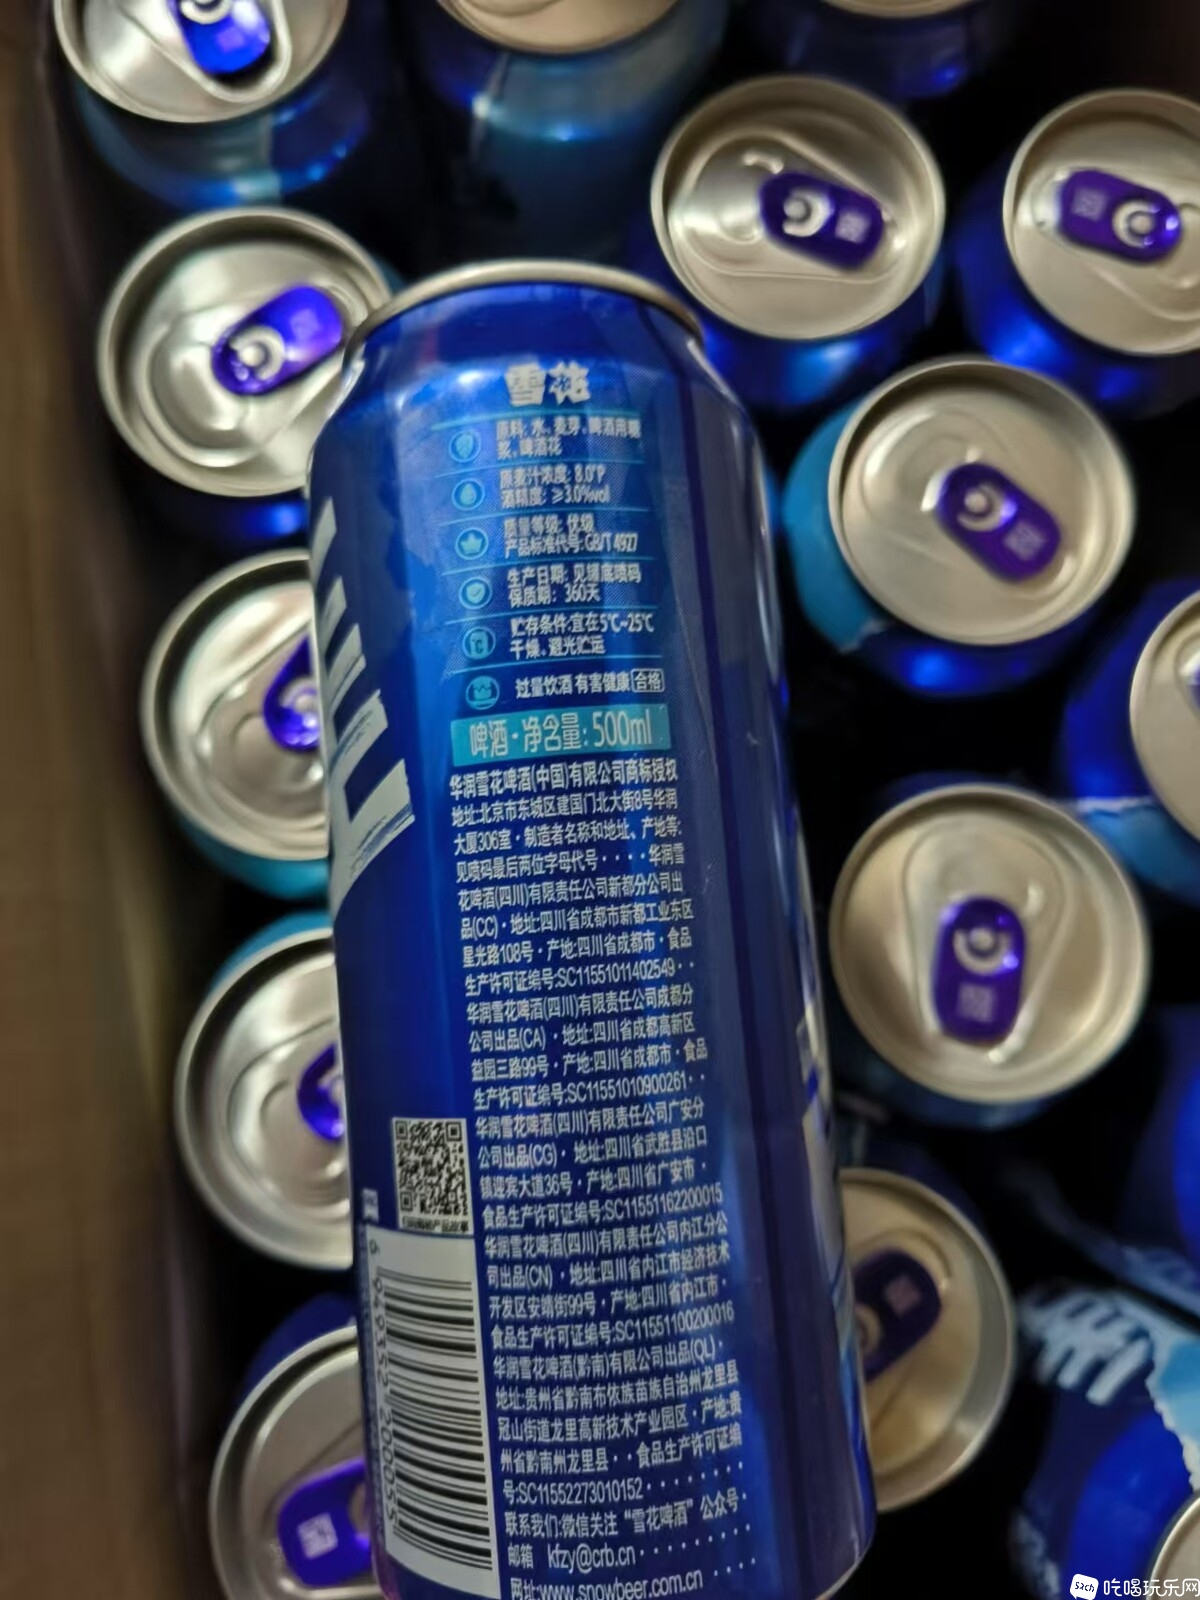 雪花
原料: 水、麦芽、啤酒用糖
浆、啤酒花
原麦汁浓度: 8.0°P
酒精度: ≥3.0%vol
质量等级: 优级
产品标准代号: GB/T 4927
生产日期: 见罐底喷码
保质期: 360天
贮存条件:宜在5℃~25℃
干燥、避光贮运
过量饮酒 有害健康 合格
啤酒·净含量: 500ml
华润雪花啤酒(中国)有限公司商标授权
地址:北京市东城区建国门北大街8号华润
大厦306室·制造者名称和地址、产地等:
见喷码最后两位字母代号····华润雪
花啤酒(四川)有限责任公司新都分公司出
品(CC)·地址:四川省成都市新都工业东区
星光路108号·产地:四川省成都市·食品
生产许可证编号:SC11551011402549··
华润雪花啤酒(四川)有限责任公司成都分
公司出品(CA)·地址:四川省成都高新区
益园三路99号·产地:四川省成都市·食品
生产许可证编号:SC11551010900261··
华润雪花啤酒(四川)有限责任公司广安分
公司出品(CG)·地址:四川省武胜县沿口
镇迎宾大道36号·产地:四川省广安市·
食品生产许可证编号:SC11551162200015
华润雪花啤酒(四川)有限责任公司内江分公
司出品(CN)·地址:四川省内江市经济技术
开发区安靖街99号·产地:四川省内江市·
食品生产许可证编号:SC11551100200016
华润雪花啤酒(黔南)有限公司出品(QL)·
地址:贵州省黔南布依族苗族自治州龙里县
冠山街道龙里高新技术产业园区·产地:贵
州省黔南州龙里县··食品生产许可证编
号:SC11552273010152········
联系我们:微信关注“雪花啤酒”公众号·
邮箱 kfzy@crb.cn········
网址:www.snowbeer.com.cn····
6 949352 200055
92ch 吃喝玩乐网